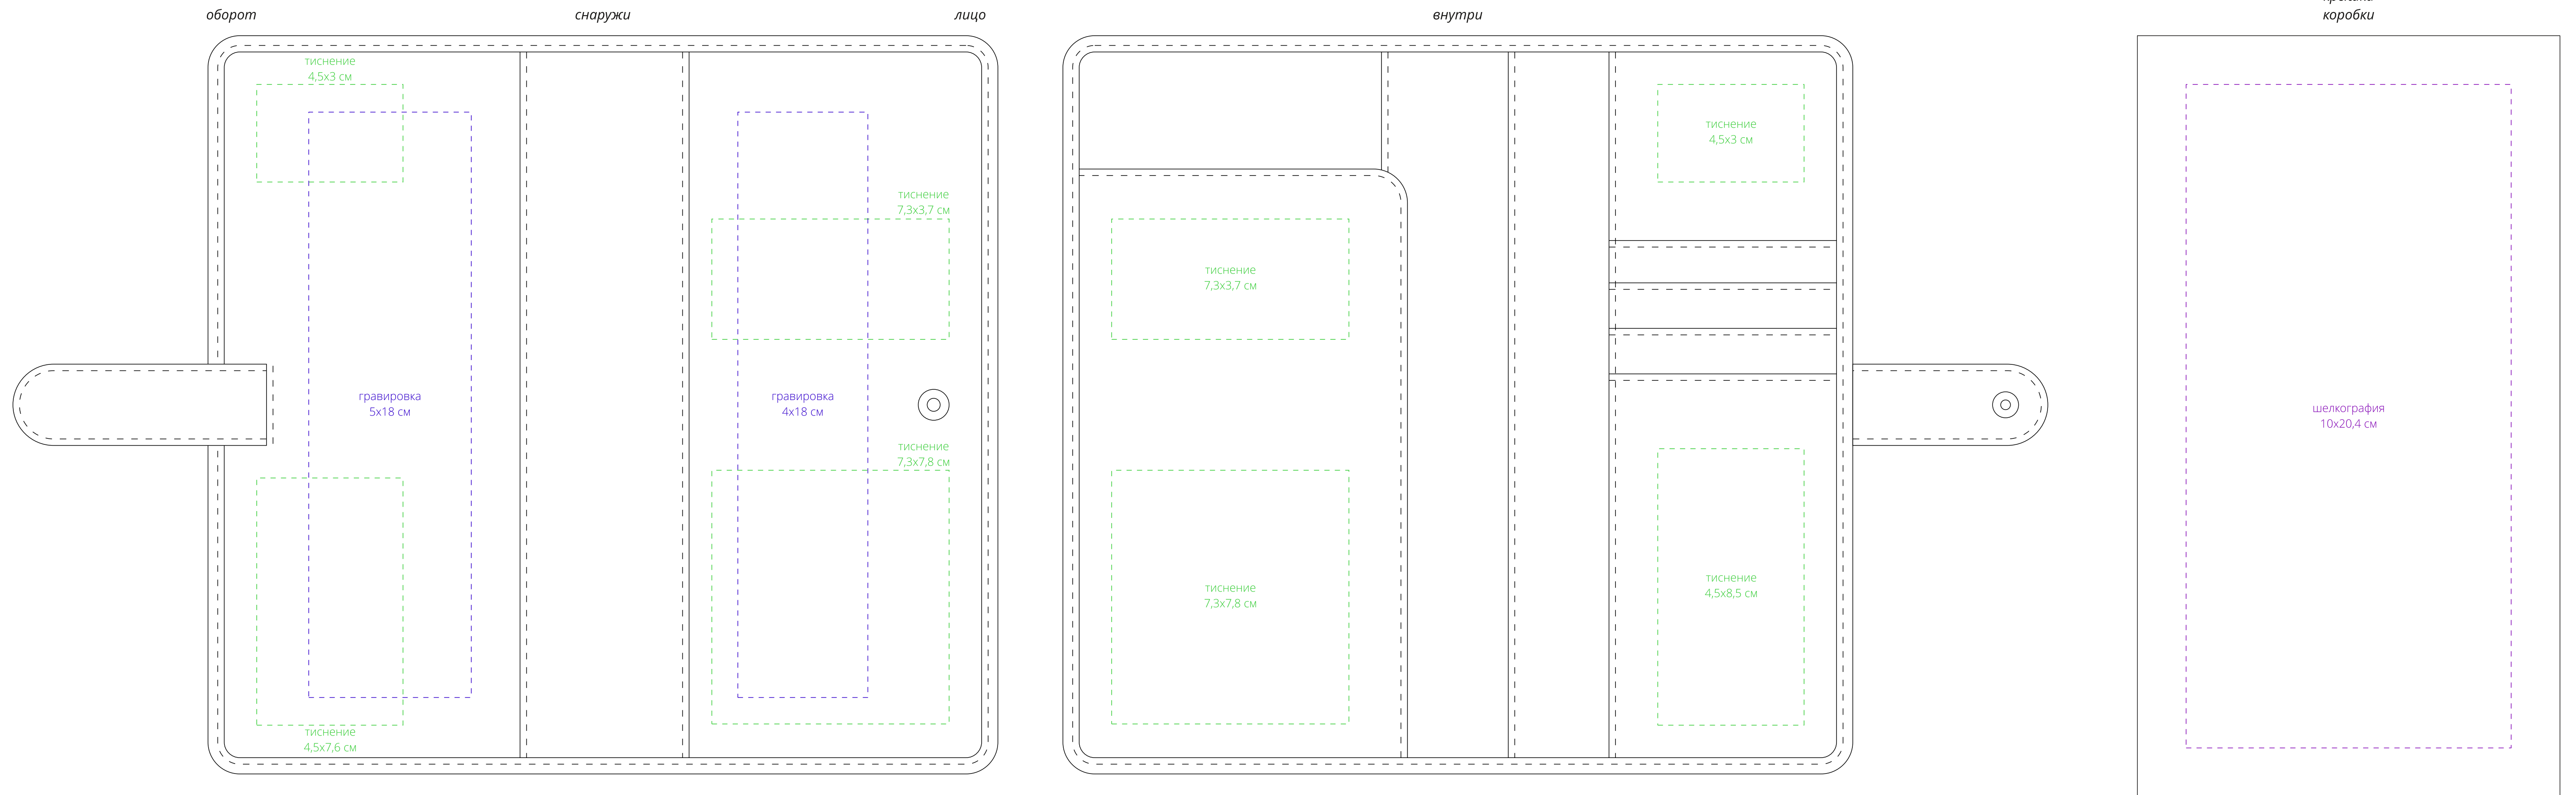 оборот
снаружи
лицо
внутри
коробки
тиснение
4,5х3 см
гравировка
5х18 см
тиснение
4,5х7,6 см
тиснение
7,3х3,7 см
гравировка
4х18 см
тиснение
7,3х7,8 см
тиснение
7,3х3,7 см
тиснение
7,3х7,8 см
тиснение
4,5х3 см
тиснение
4,5х8,5 см
шелкография
10х20,4 см